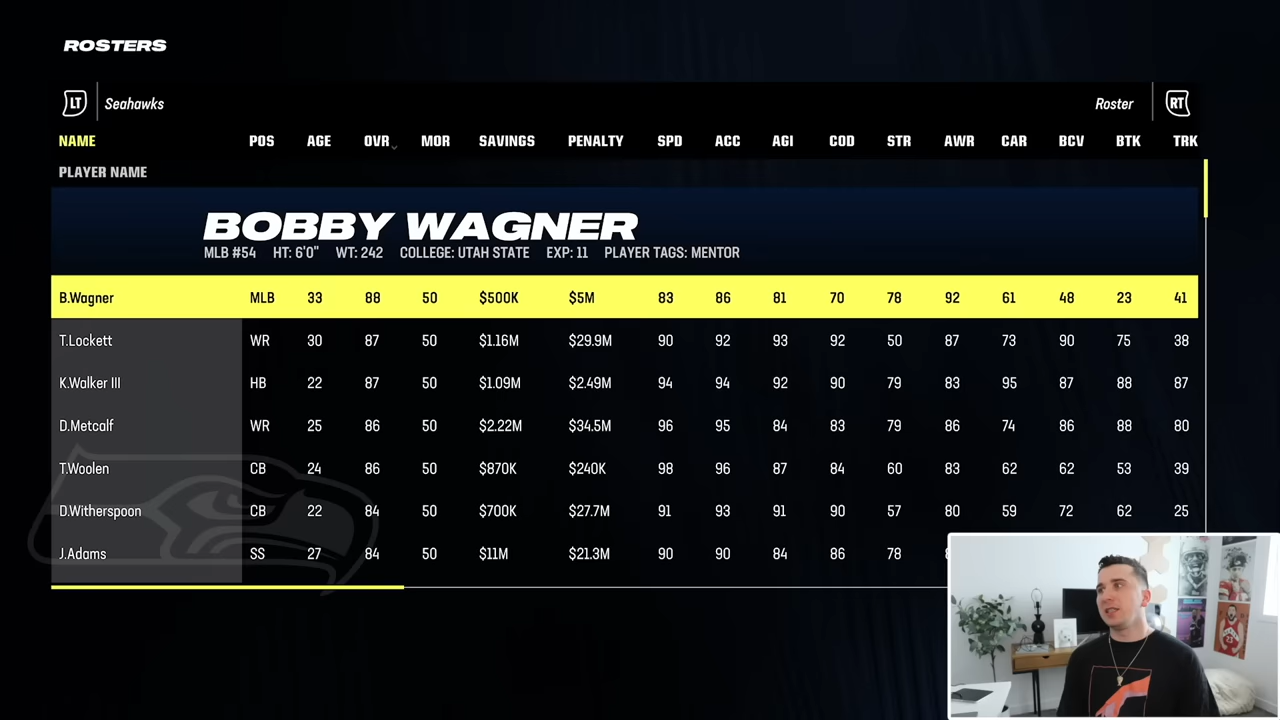 ROSTERS
LT Seahawks Roster RT
NAME POS AGE OVR MOR SAVINGS PENALTY SPD ACC AGI COD STR AWR CAR BCV BTK TRK
PLAYER NAME
BOBBY WAGNER
MLB #54 HT: 6'0" WT: 242 COLLEGE: UTAH STATE EXP: 11 PLAYER TAGS: MENTOR
B.Wagner MLB 33 88 50 $500K $5M 83 86 81 70 78 92 61 48 23 41
T.Lockett WR 30 87 50 $1.16M $29.9M 90 92 93 92 50 87 73 90 75 38
K.Walker III HB 22 87 50 $1.09M $2.49M 94 94 92 90 79 83 95 87 88 87
D.Metcalf WR 25 86 50 $2.22M $34.5M 96 95 84 83 79 86 74 86 88 80
T.Woolen CB 24 86 50 $870K $240K 98 96 87 84 60 83 62 62 53 39
D.Witherspoon CB 22 84 50 $700K $27.7M 91 93 91 90 57 80 59 72 62 25
J.Adams SS 27 84 50 $11M $21.3M 90 90 84 86 78